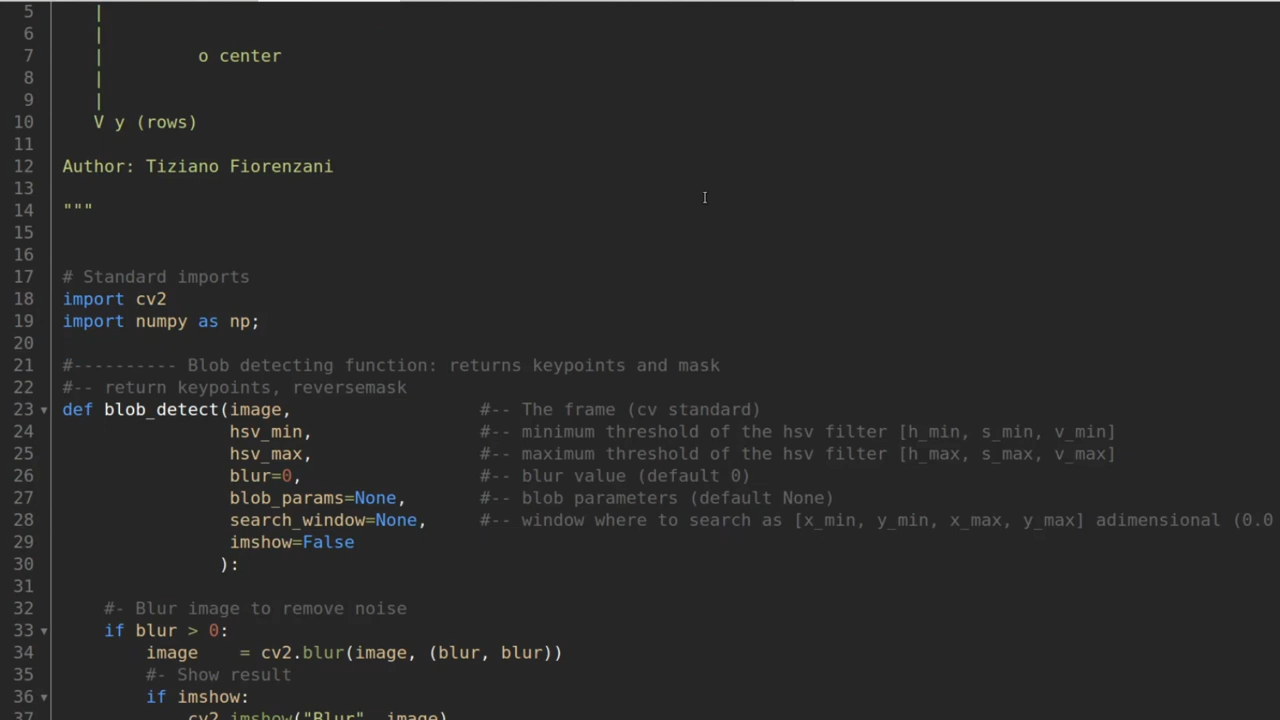 5 |
6 |
7 | o center
8 |
9 |
10 V y (rows)
11
12 Author: Tiziano Fiorenzani
13
14 """
15
16
17 # Standard imports
18 import cv2
19 import numpy as np;
20
21 #---------- Blob detecting function: returns keypoints and mask
22 #-- return keypoints, reversemask
23 def blob_detect(image, #-- The frame (cv standard)
24 hsv_min, #-- minimum threshold of the hsv filter [h_min, s_min, v_min]
25 hsv_max, #-- maximum threshold of the hsv filter [h_max, s_max, v_max]
26 blur=0, #-- blur value (default 0)
27 blob_params=None, #-- blob parameters (default None)
28 search_window=None, #-- window where to search as [x_min, y_min, x_max, y_max] adimensional (0.0
29 imshow=False
30 ):
31
32 #- Blur image to remove noise
33 if blur > 0:
34 image = cv2.blur(image, (blur, blur))
35 #- Show result
36 if imshow:
37 cv2.imshow("Blur", image)